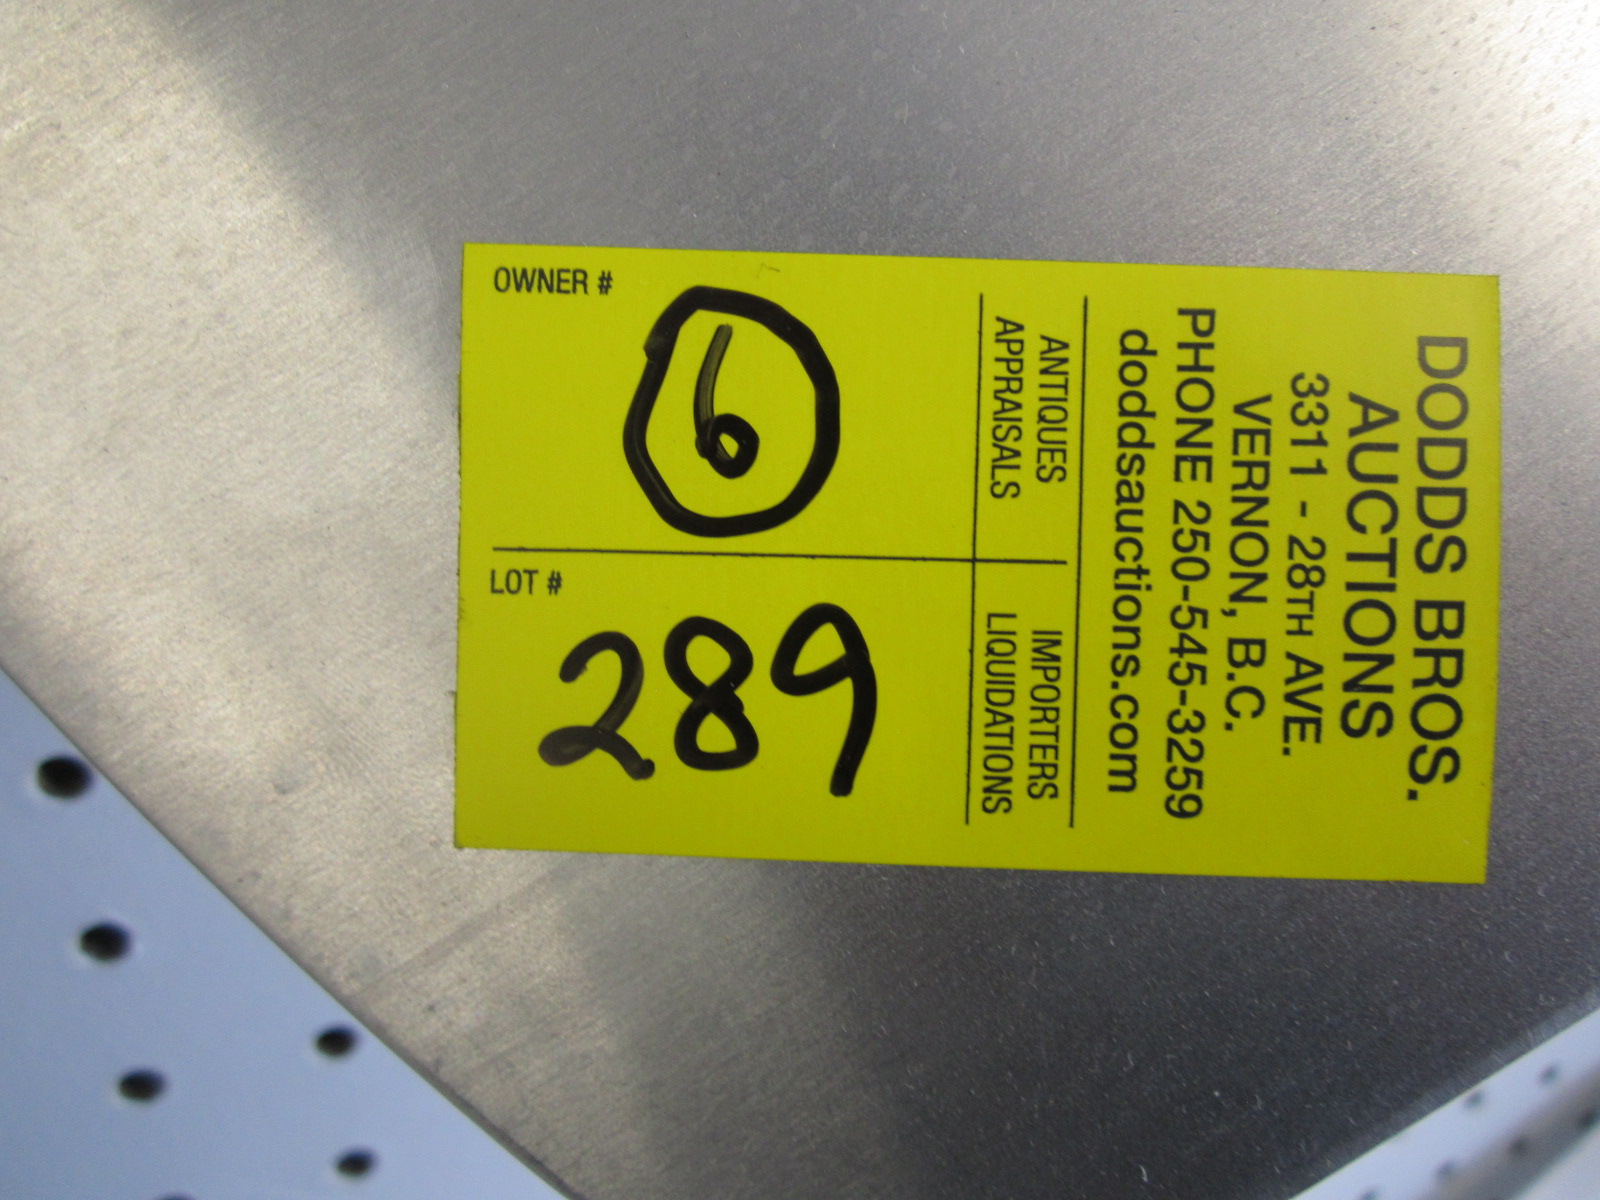 DODDS BROS.
AUCTIONS
3311 - 28TH AVE.
VERNON, B.C.
PHONE 250-545-3259
doddsauctions.com
ANTIQUES
APPRAISALS
IMPORTERS
LIQUIDATIONS
OWNER #
6
LOT #
289